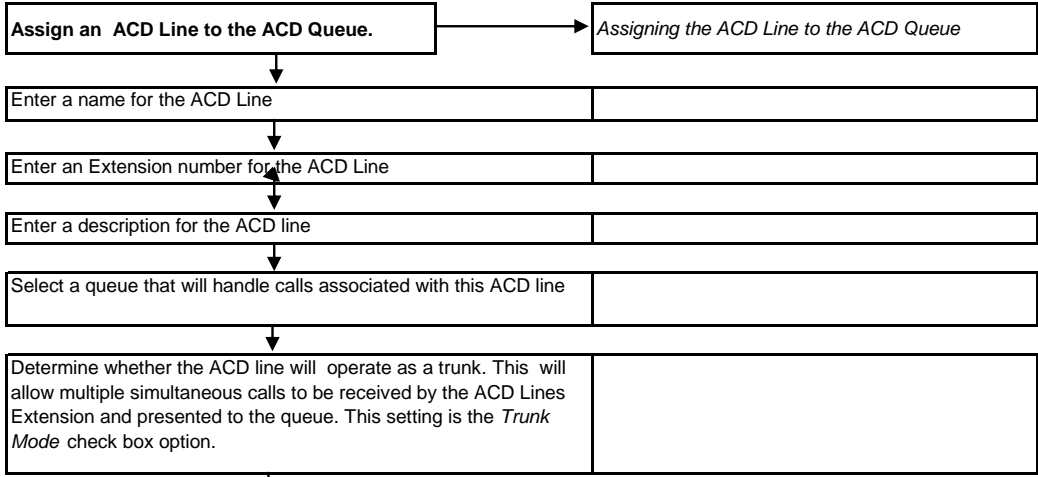 Assign an ACD Line to the ACD Queue.
Assigning the ACD Line to the ACD Queue
Enter a name for the ACD Line
Enter an Extension number for the ACD Line
Enter a description for the ACD line
Select a queue that will handle calls associated with this ACD line
Determine whether the ACD line will operate as a trunk. This will
allow multiple simultaneous calls to be received by the ACD Lines
Extension and presented to the queue. This setting is the Trunk
Mode check box option.